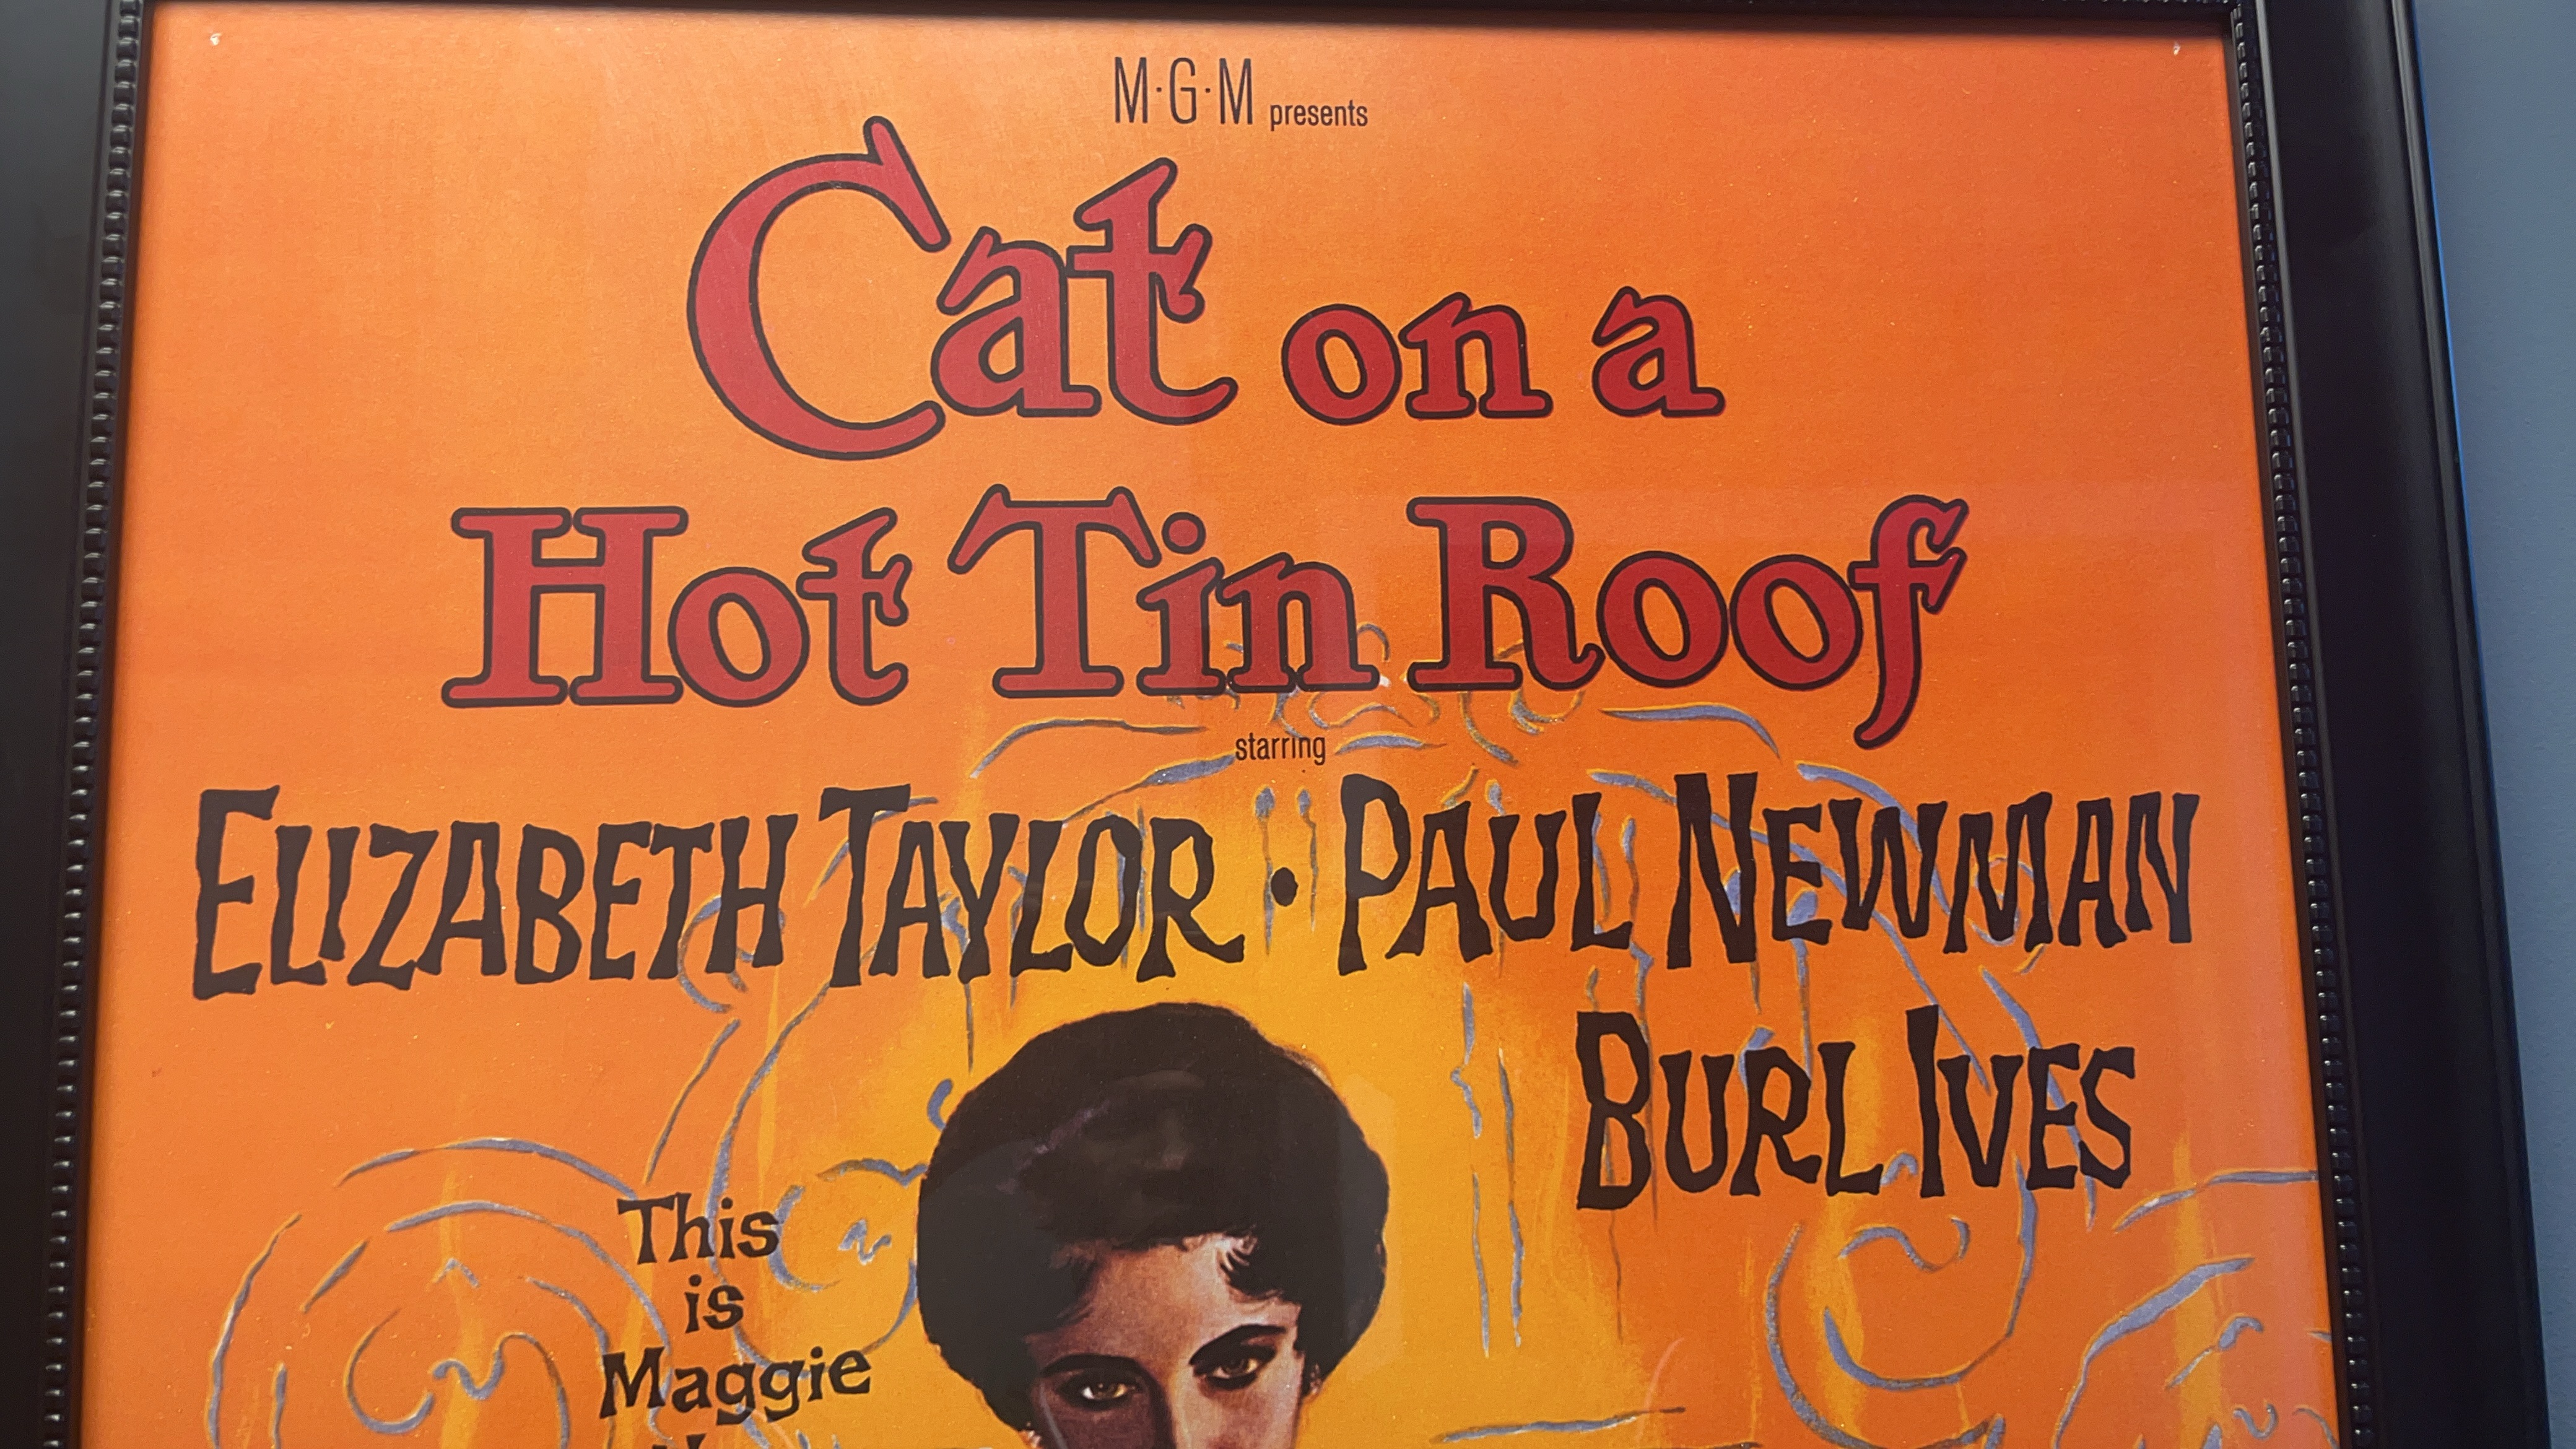 M·G·M presents
Cat on a
Hot Tin Roof
starring
ELIZABETH TAYLOR • PAUL NEWMAN
BURL IVES
This
is
Maggie